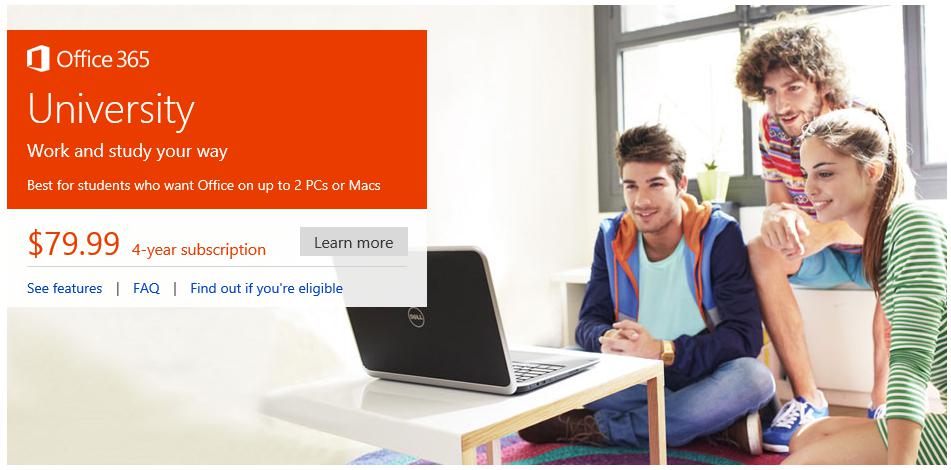 Office 365
University
Work and study your way
Best for students who want Office on up to 2 PCs or Macs
$79.99 4-year subscription Learn more
See features | FAQ | Find out if you're eligible
DELL